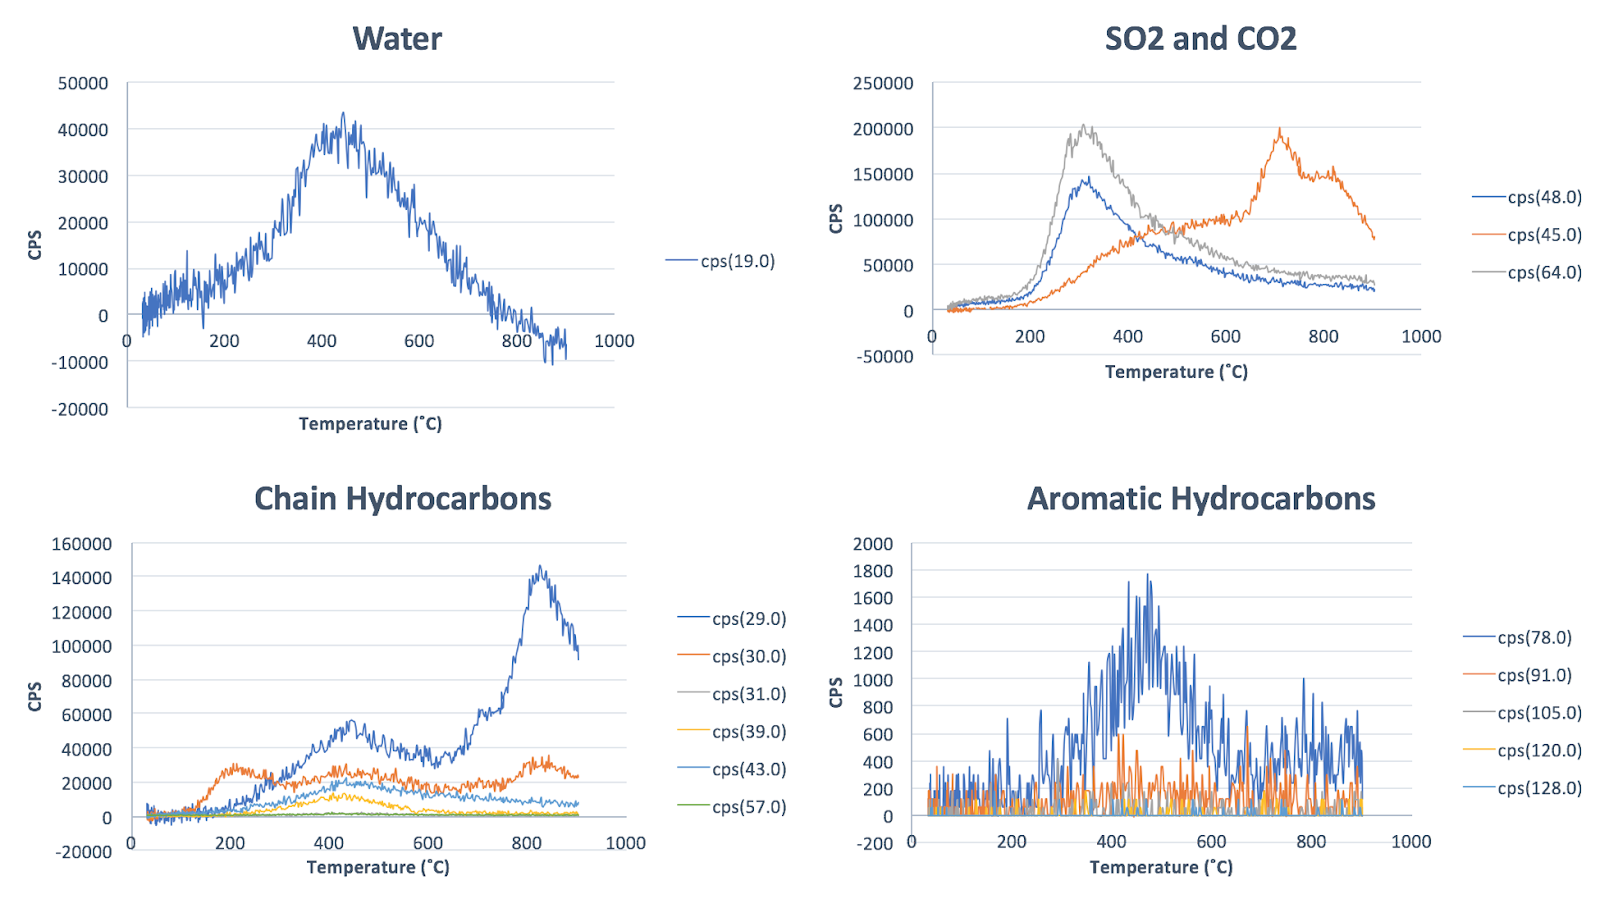 Water
50000
40000
30000
20000
10000
0
-10000
-20000
CPS
0 200 400 600 800 1000
Temperature (˚C)
cps(19.0)
SO2 and CO2
250000
200000
150000
100000
50000
0
-50000
CPS
0 200 400 600 800 1000
Temperature (˚C)
cps(48.0)
cps(45.0)
cps(64.0)
Chain Hydrocarbons
160000
140000
120000
100000
80000
60000
40000
20000
0
-20000
CPS
0 200 400 600 800 1000
Temperature (˚C)
cps(29.0)
cps(30.0)
cps(31.0)
cps(39.0)
cps(43.0)
cps(57.0)
Aromatic Hydrocarbons
2000
1800
1600
1400
1200
1000
800
600
400
200
0
-200
CPS
0 200 400 600 800 1000
Temperature (˚C)
cps(78.0)
cps(91.0)
cps(105.0)
cps(120.0)
cps(128.0)